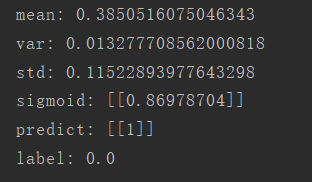 mean: 0.3850516075046343
var: 0.013277708562000818
std: 0.11522893977643298
sigmoid: [[0.86978704]]
predict: [[1]]
label: 0.0